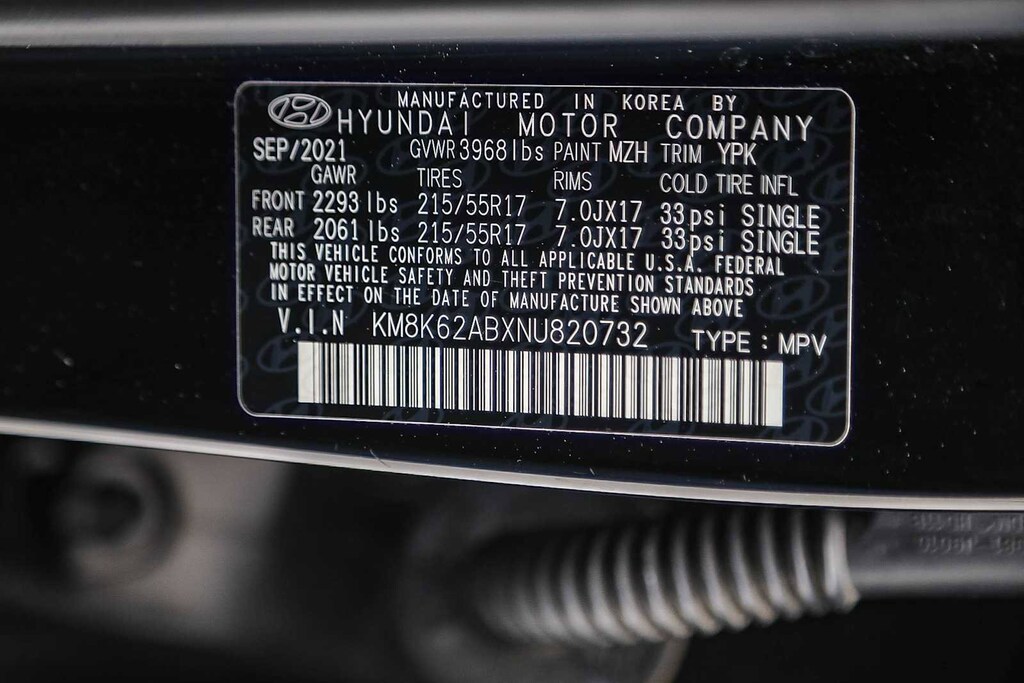 MANUFACTURED IN KOREA BY
HYUNDAI MOTOR COMPANY
SEP/2021 GVWR 3968lbs PAINT MZH TRIM YPK
GAWR TIRES RIMS COLD TIRE INFL
FRONT 2293 lbs 215/55R17 7.0JX17 33psi SINGLE
REAR 2061 lbs 215/55R17 7.0JX17 33psi SINGLE
THIS VEHICLE CONFORMS TO ALL APPLICABLE U.S.A. FEDERAL
MOTOR VEHICLE SAFETY AND THEFT PREVENTION STANDARDS
IN EFFECT ON THE DATE OF MANUFACTURE SHOWN ABOVE
V.I.N KM8K62ABXNU820732 TYPE : MPV